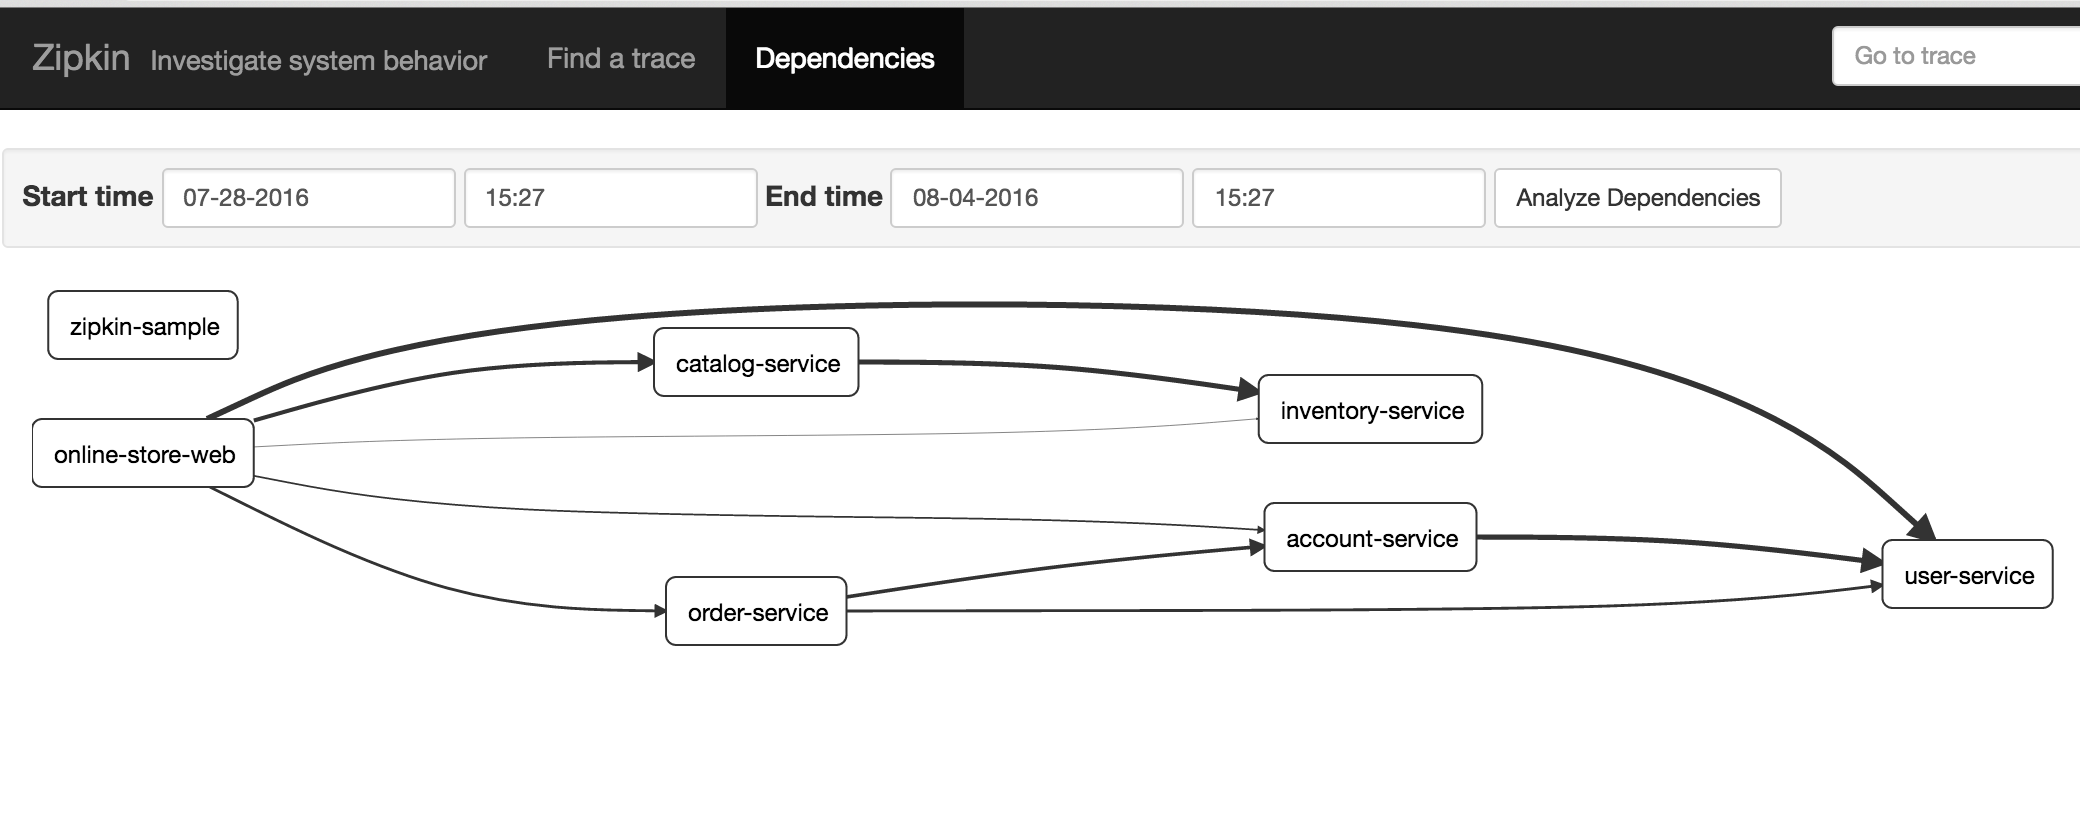 Zipkin Investigate system behavior Find a trace Dependencies Go to trace
Start time 07-28-2016 15:27 End time 08-04-2016 15:27 Analyze Dependencies
zipkin-sample
catalog-service
inventory-service
online-store-web
account-service
user-service
order-service